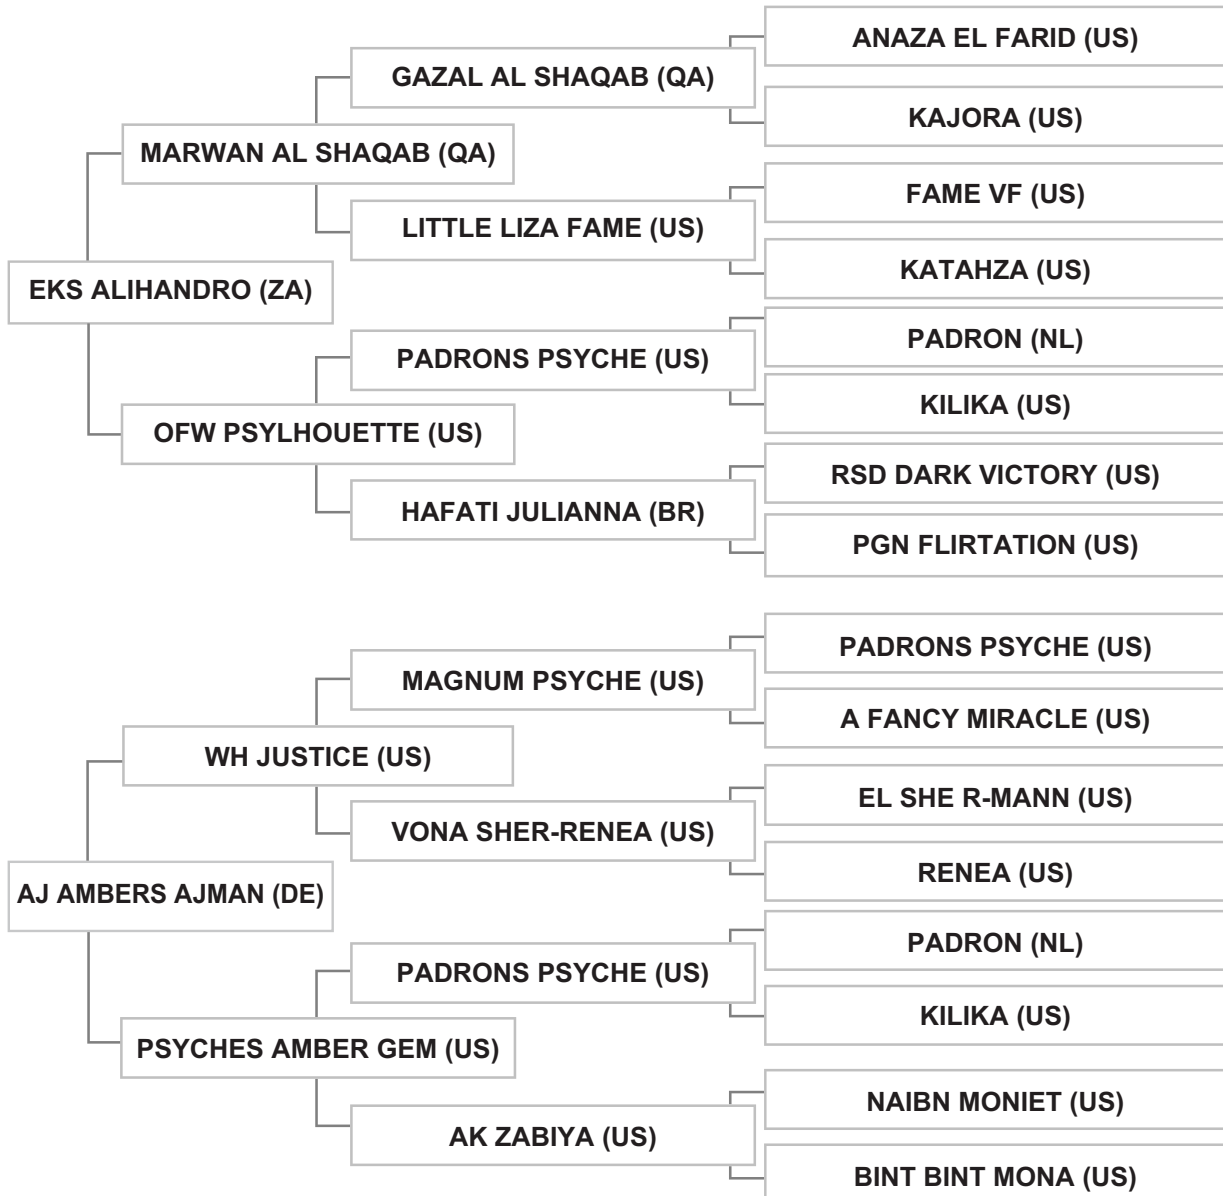 ANAZA EL FARID (US)
GAZAL AL SHAQAB (QA)
KAJORA (US)
MARWAN AL SHAQAB (QA)
FAME VF (US)
LITTLE LIZA FAME (US)
KATAHZA (US)
EKS ALIHANDRO (ZA)
PADRON (NL)
PADRONS PSYCHE (US)
KILIKA (US)
OFW PSYLHOUETTE (US)
RSD DARK VICTORY (US)
HAFATI JULIANNA (BR)
PGN FLIRTATION (US)
PADRONS PSYCHE (US)
MAGNUM PSYCHE (US)
A FANCY MIRACLE (US)
WH JUSTICE (US)
EL SHE R-MANN (US)
VONA SHER-RENEA (US)
RENEA (US)
AJ AMBERS AJMAN (DE)
PADRON (NL)
PADRONS PSYCHE (US)
KILIKA (US)
PSYCHES AMBER GEM (US)
NAIBN MONIET (US)
AK ZABIYA (US)
BINT BINT MONA (US)